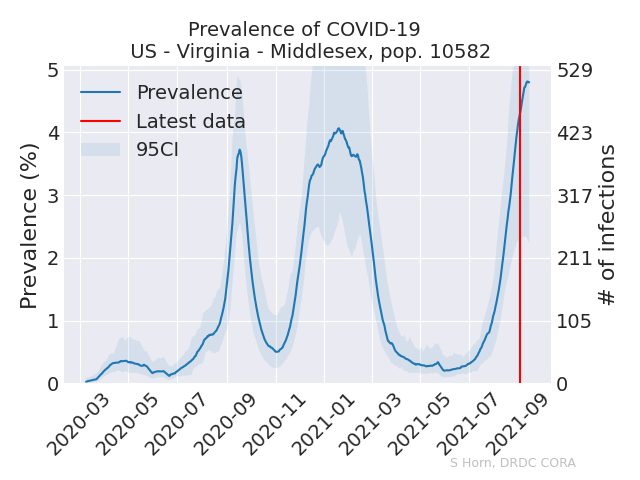 Prevalence of COVID-19
US - Virginia - Middlesex, pop. 10582
Prevalence
Latest data
95CI
Prevalence (%)
5
4
3
2
1
0
529
423
317
211
105
0
# of infections
2020-03
2020-05
2020-07
2020-09
2020-11
2021-01
2021-03
2021-05
2021-07
2021-09
S Horn, DRDC CORA